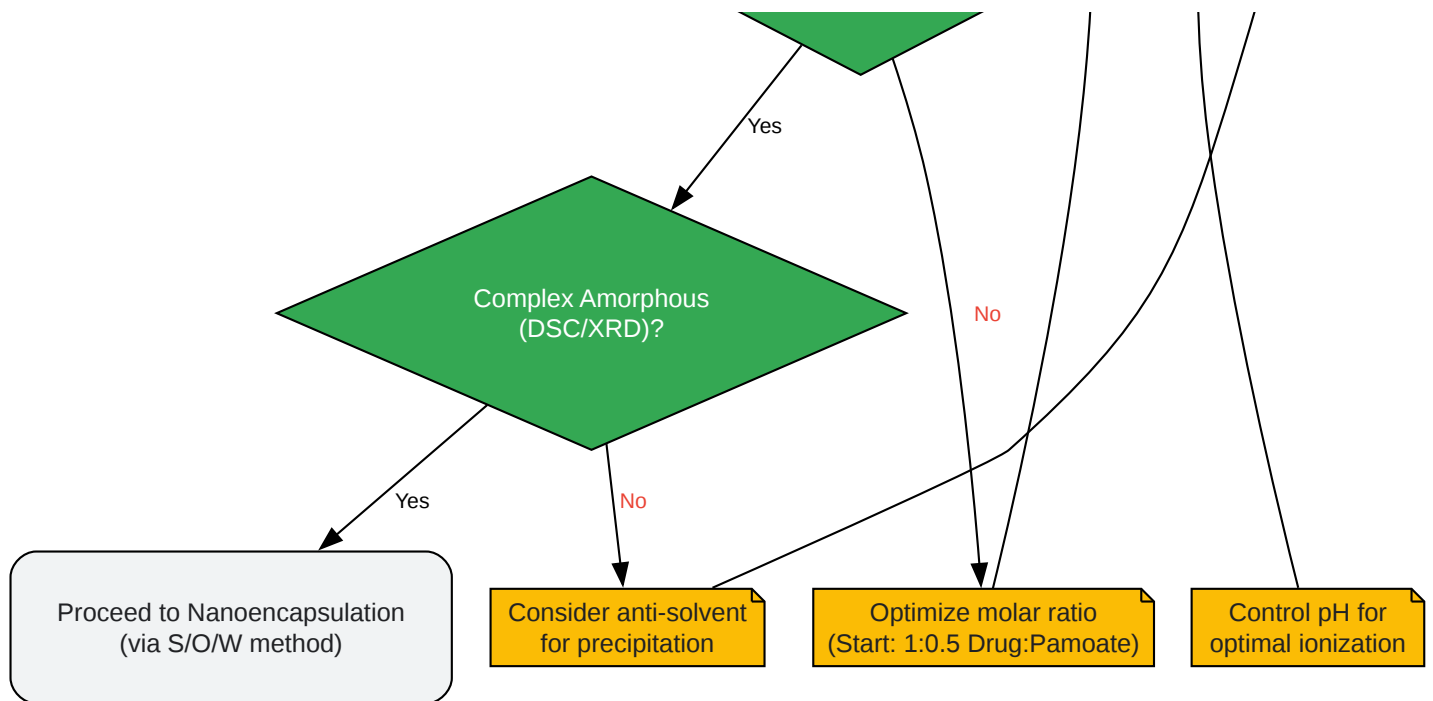 Yes
Complex Amorphous
(DSC/XRD)?
No
Yes
No
Proceed to Nanoencapsulation
(via S/O/W method)
Consider anti-solvent
for precipitation
Optimize molar ratio
(Start: 1:0.5 Drug:Pamoate)
Control pH for
optimal ionization